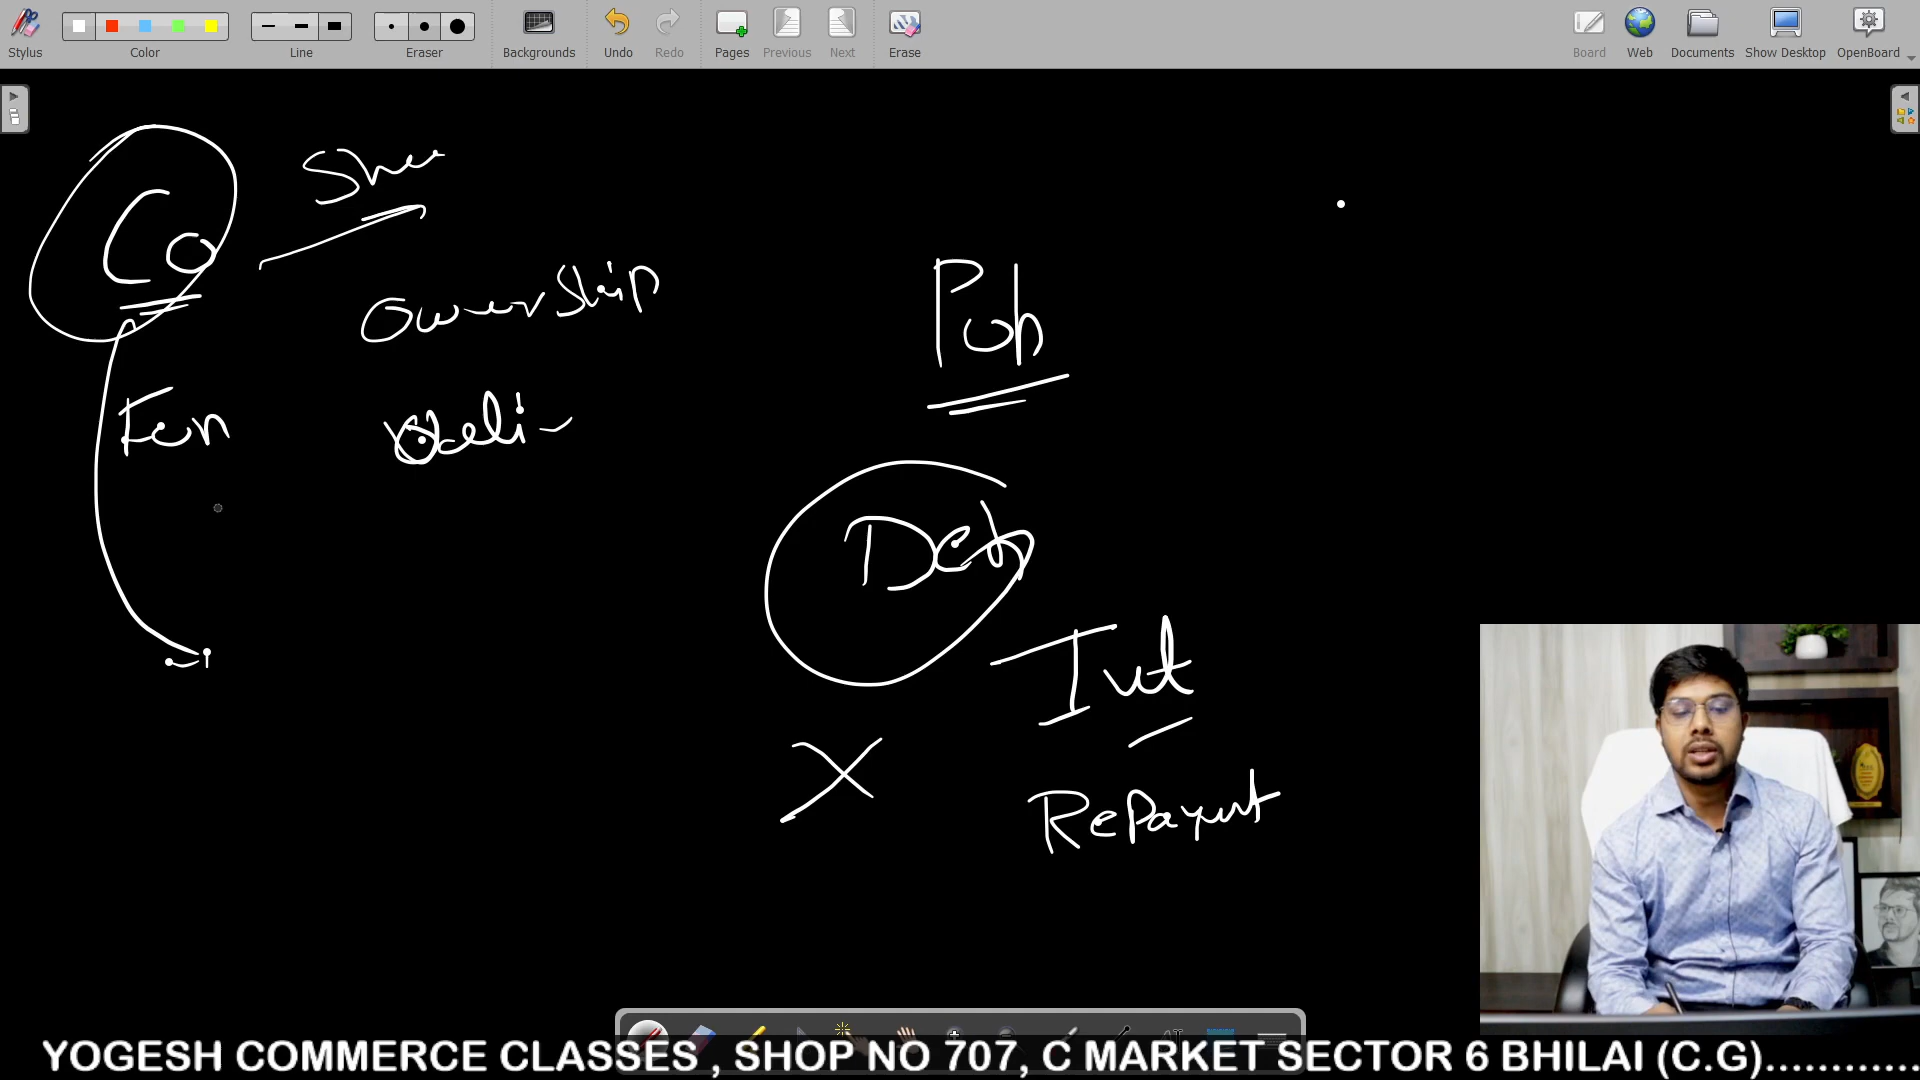 Stylus Color Line Eraser Backgrounds Undo Redo Pages Previous Next Erase Board Web Documents Show Desktop OpenBoard
Co
Ownership
Pub
Deb
Int
Repayment
YOGESH COMMERCE CLASSES , SHOP NO 707, C MARKET SECTOR 6 BHILAI (C.G)............